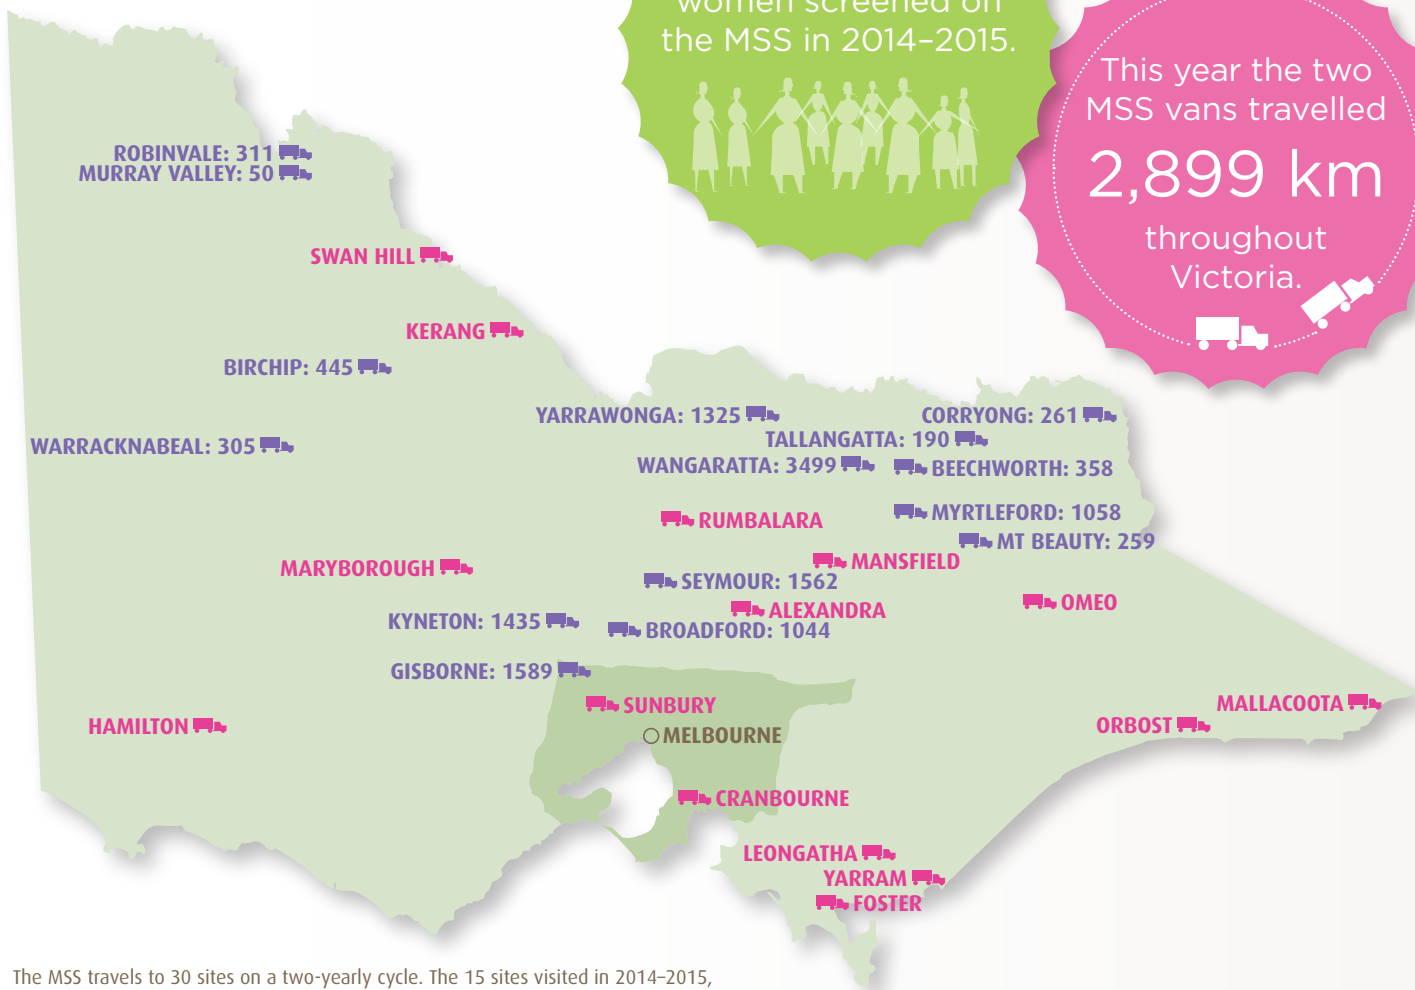 women screened on
the MSS in 2014–2015.
This year the two
MSS vans travelled
2,899 km
throughout
Victoria.
ROBINVALE: 311
MURRAY VALLEY: 50
SWAN HILL
KERANG
BIRCHIP: 445
YARRAWONGA: 1325
CORRYONG: 261
TALLANGATTA: 190
WARRACKNABEAL: 305
WANGARATTA: 3499
BEECHWORTH: 358
MYRTLEFORD: 1058
RUMBALARA
MT BEAUTY: 259
MANSFIELD
MARYBOROUGH
SEYMOUR: 1562
ALEXANDRA
OMEO
KYNETON: 1435
BROADFORD: 1044
GISBORNE: 1589
SUNBURY
MALLACOOTA
HAMILTON
ORBOST
MELBOURNE
CRANBOURNE
LEONGATHA
YARRAM
FOSTER
The MSS travels to 30 sites on a two-yearly cycle. The 15 sites visited in 2014–2015,